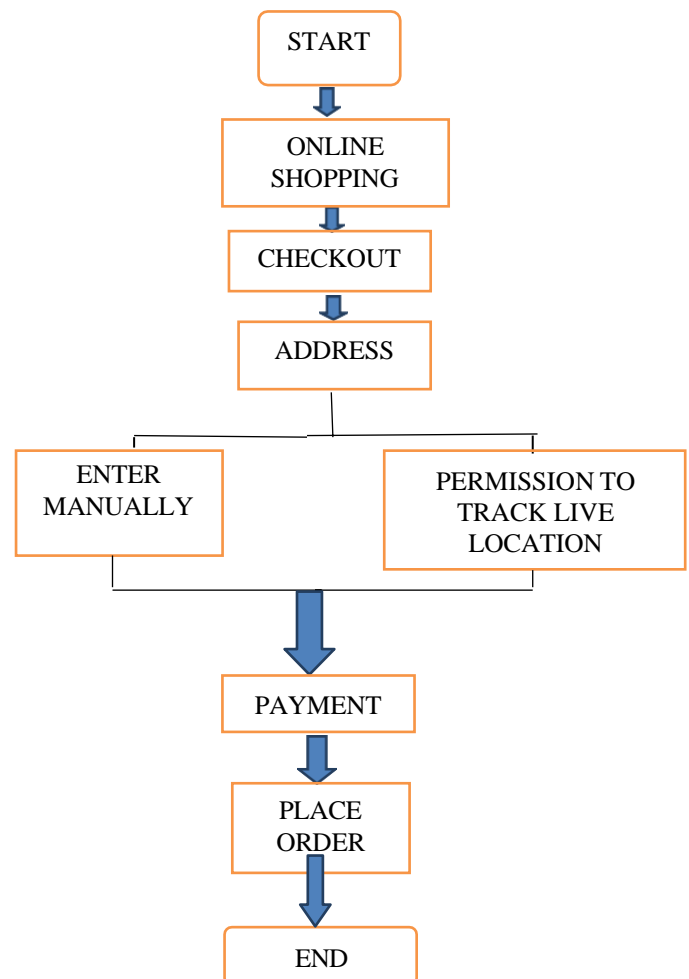 START
ONLINE
SHOPPING
CHECKOUT
ADDRESS
ENTER
MANUALLY
PERMISSION TO
TRACK LIVE
LOCATION
PAYMENT
PLACE
ORDER
END